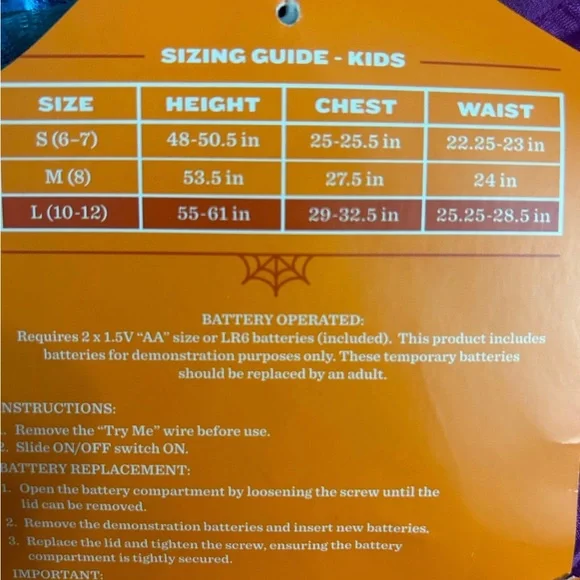 SIZING GUIDE - KIDS
SIZE HEIGHT CHEST WAIST
S (6-7) 48-50.5 in 25-25.5 in 22.25-23 in
M (8) 53.5 in 27.5 in 24 in
L (10-12) 55-61 in 29-32.5 in 25.25-28.5 in
BATTERY OPERATED:
Requires 2 x 1.5V "AA" size or LR6 batteries (included). This product includes
batteries for demonstration purposes only. These temporary batteries
should be replaced by an adult.
NSTRUCTIONS:
. Remove the "Try Me" wire before use.
2. Slide ON/OFF switch ON.
BATTERY REPLACEMENT:
1. Open the battery compartment by loosening the screw until the
lid can be removed.
2. Remove the demonstration batteries and insert new batteries.
3. Replace the lid and tighten the screw, ensuring the battery
compartment is tightly secured.
IMPORTANT: